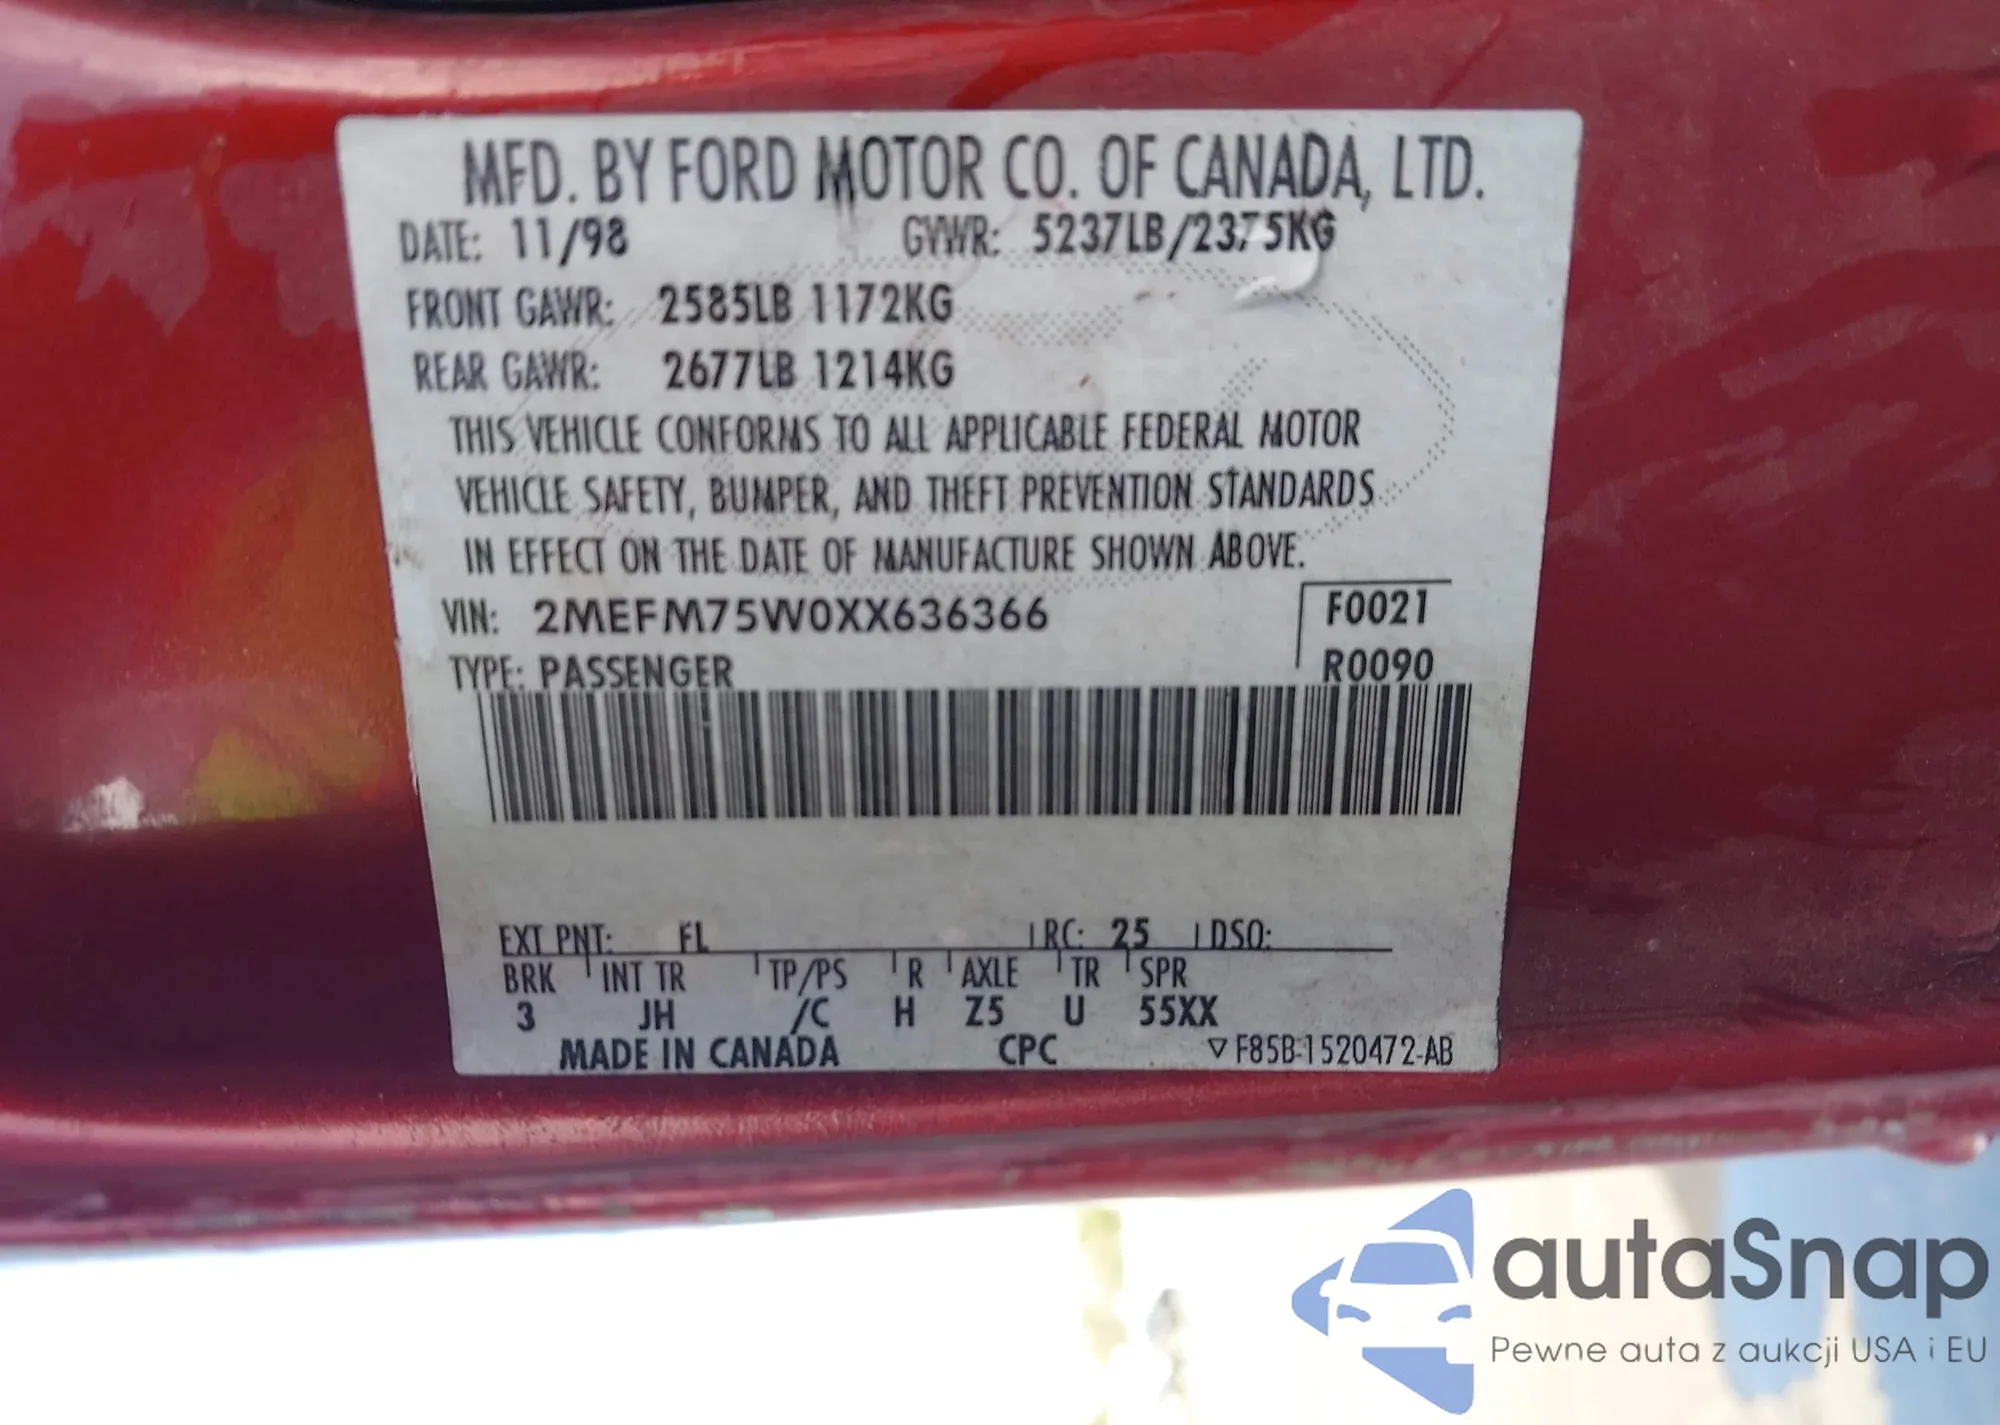 MFD. BY FORD MOTOR CO. OF CANADA, LTD.
DATE: 11/98 GVWR: 5237LB/2375KG
FRONT GAWR: 2585LB 1172KG
REAR GAWR: 2677LB 1214KG
THIS VEHICLE CONFORMS TO ALL APPLICABLE FEDERAL MOTOR
VEHICLE SAFETY, BUMPER, AND THEFT PREVENTION STANDARDS
IN EFFECT ON THE DATE OF MANUFACTURE SHOWN ABOVE.
VIN: 2MEFM75W0XX636366 F0021
TYPE: PASSENGER R0090
EXT PNT: FL RC: 25 DSO:
BRK INT TR TP/PS R AXLE TR SPR
3 JH /C H Z5 U 55XX
MADE IN CANADA CPC ▽F85B-1520472-AB
autaSnap
Pewne auta z aukcji USA i EU